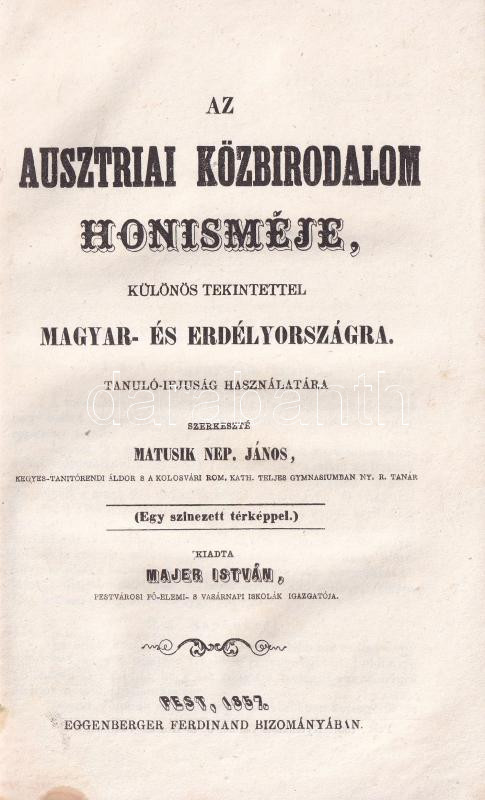 AZ
AUSZTRIAI KÖZBIRODALOM
HONISMÉJE,
KÜLÖNÖS TEKINTETTEL
MAGYAR- ÉS ERDÉLYORSZÁGRA.
TANULÓ-IFJUSÁG HASZNÁLATÁRA
darabanth
SZERKESZTÉ
MATUSIK NEP. JÁNOS,
KEGYES-TANITÓRENDI ÁLDOR S A KOLOSVÁRI ROM. KATH. TELJES GYMNASIUMBAN NY. R. TANÁR
(Egy szinezett térképpel.)
KIADTA
MAJER ISTVÁN,
PESTVÁROSI FŐ-ELEMI- S VASÁRNAPI ISKOLÁK IGAZGATÓJA.
PEST, 1857.
EGGENBERGER FERDINAND BIZOMÁNYÁBAN.